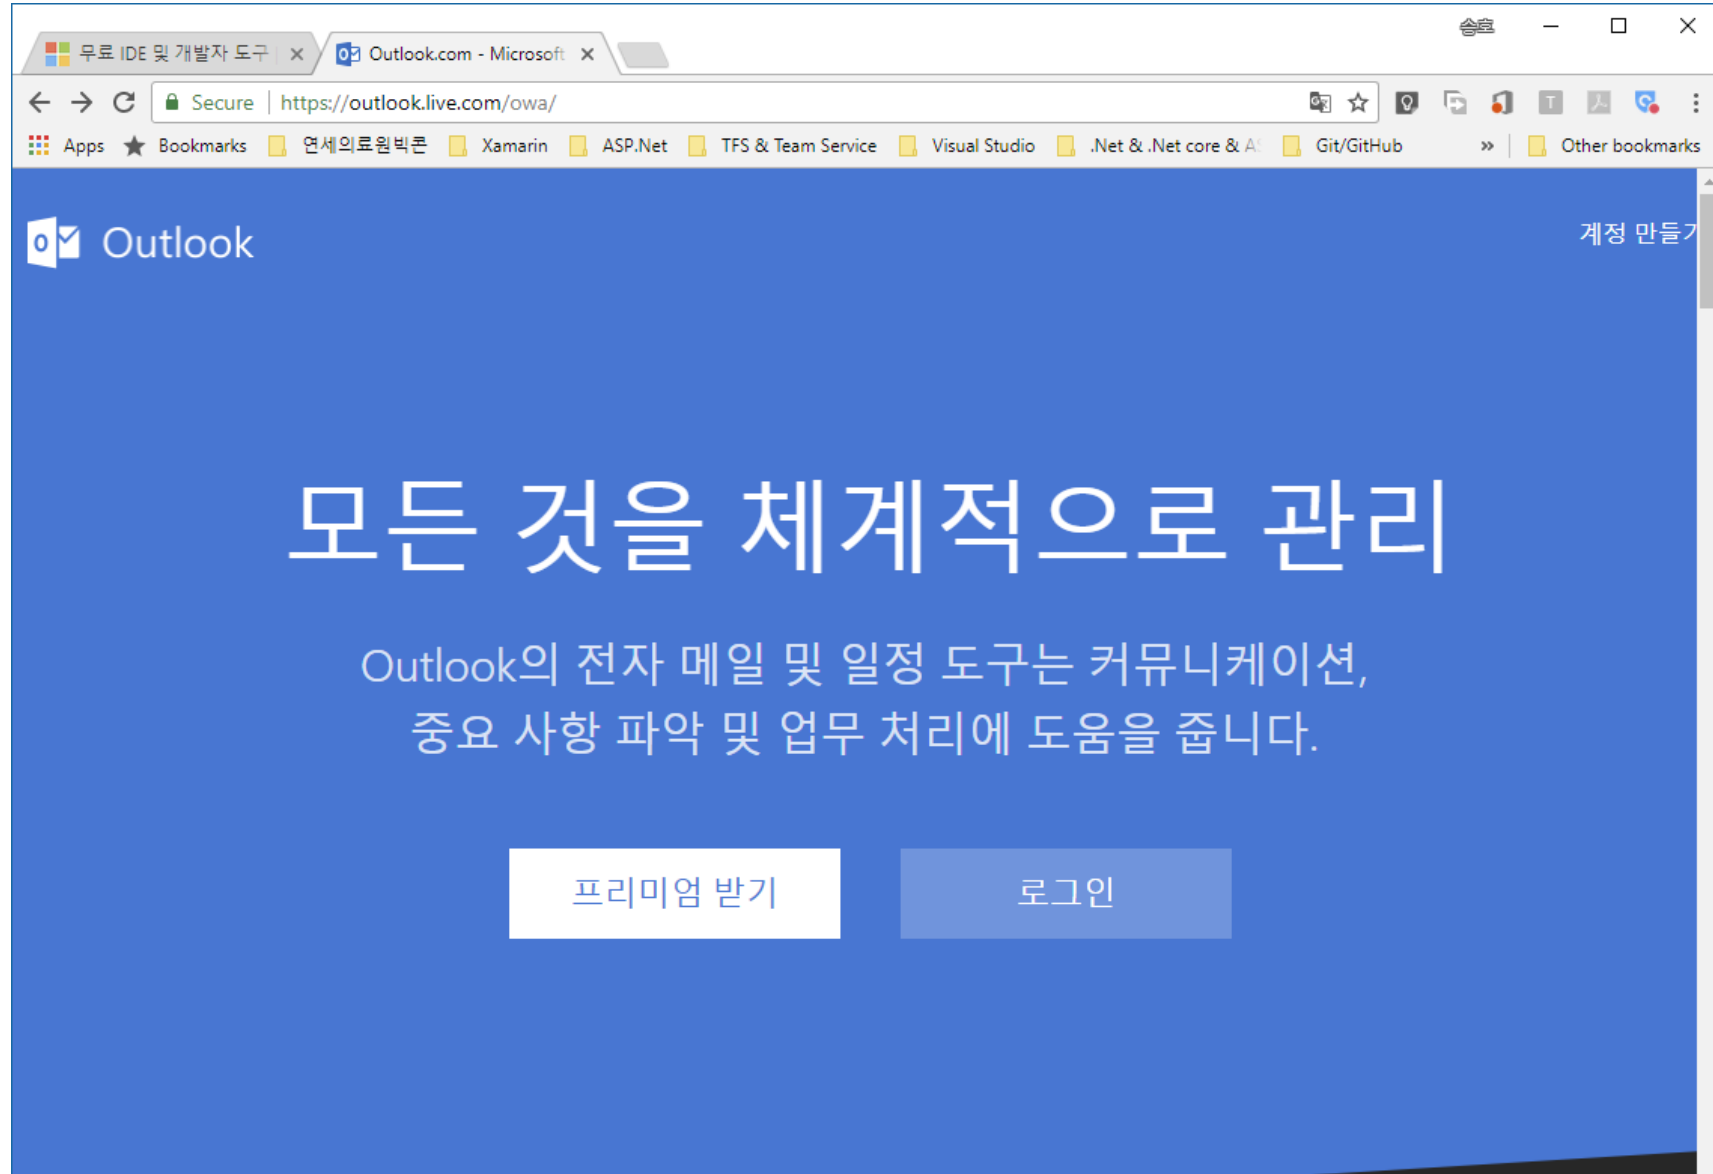 송호
무료 IDE 및 개발자 도구
Outlook.com - Microsoft
Secure
https://outlook.live.com/owa/
Apps
Bookmarks
연세의료원빅콘
Xamarin
ASP.Net
TFS & Team Service
Visual Studio
.Net & .Net core & AS
Git/GitHub
»
Other bookmarks
Outlook
계정 만들기
모든 것을 체계적으로 관리
Outlook의 전자 메일 및 일정 도구는 커뮤니케이션,
중요 사항 파악 및 업무 처리에 도움을 줍니다.
프리미엄 받기
로그인